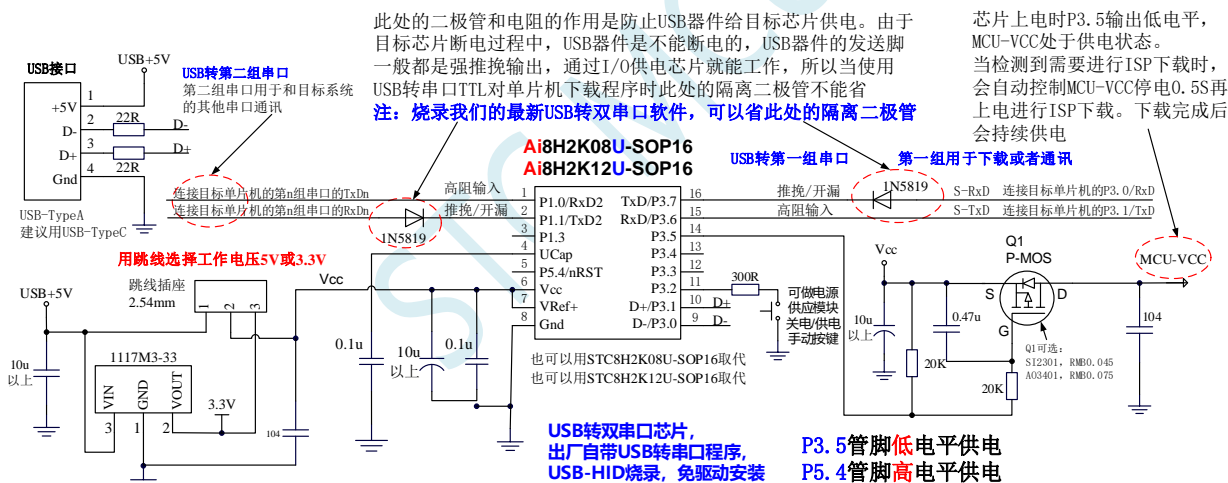 此处的二极管和电阻的作用是防止USB器件给目标芯片供电。由于
目标芯片断电过程中，USB器件是不能断电的，USB器件的发送脚
一般都是强推挽输出，通过I/O供电芯片就能工作，所以当使用
USB转串口TTL对单片机下载程序时此处的隔离二极管不能省
注：烧录我们的最新USB转双串口软件，可以省此处的隔离二极管
芯片上电时P3.5输出低电平，
MCU-VCC处于供电状态。
当检测到需要进行ISP下载时，
会自动控制MCU-VCC停电0.5S再
上电进行ISP下载。下载完成后
会持续供电
USB接口
USB+5V
+5V
D-
D+
Gnd
1
2
3
4
22R
22R
D-
D+
USB-TypeA
建议用USB-TypeC
USB转第二组串口
第二组串口用于和目标系统
的其他串口通讯
连接目标单片机的第n组串口的TxDn
连接目标单片机的第n组串口的RxDn
高阻输入
推挽/开漏
1N5819
Ai8H2K08U-SOP16
Ai8H2K12U-SOP16
1 P1.0/RxD2
2 P1.1/TxD2
3 P1.3
4 UCap
5 P5.4/nRST
6 Vcc
7 VRef+
8 Gnd
TxD/P3.7 16
RxD/P3.6 15
P3.5 14
P3.4 13
P3.3 12
P3.2 11
D+/P3.1 10
D-/P3.0 9
D+
D-
也可以用STC8H2K08U-SOP16取代
也可以用STC8H2K12U-SOP16取代
USB转第一组串口
第一组用于下载或者通讯
推挽/开漏
1N5819
S-RxD
连接目标单片机的P3.0/RxD
高阻输入
S-TxD
连接目标单片机的P3.1/TxD
300R
可做电源
供应模块
关电/供电
手动按键
Vcc
10u
以上
0.47u
20K
20K
Q1
P-MOS
S
D
G
Q1可选：
SI2301，RMB0.045
AO3401，RMB0.075
MCU-VCC
104
用跳线选择工作电压5V或3.3V
USB+5V
跳线插座
2.54mm
1
2
3
Vcc
10u
以上
1117M3-33
VIN
GND
VOUT
3
1
2
3.3V
104
0.1u
10u
以上
0.1u
USB转双串口芯片，
出厂自带USB转串口程序，
USB-HID烧录，免驱动安装
P3.5管脚低电平供电
P5.4管脚高电平供电
STCMCU